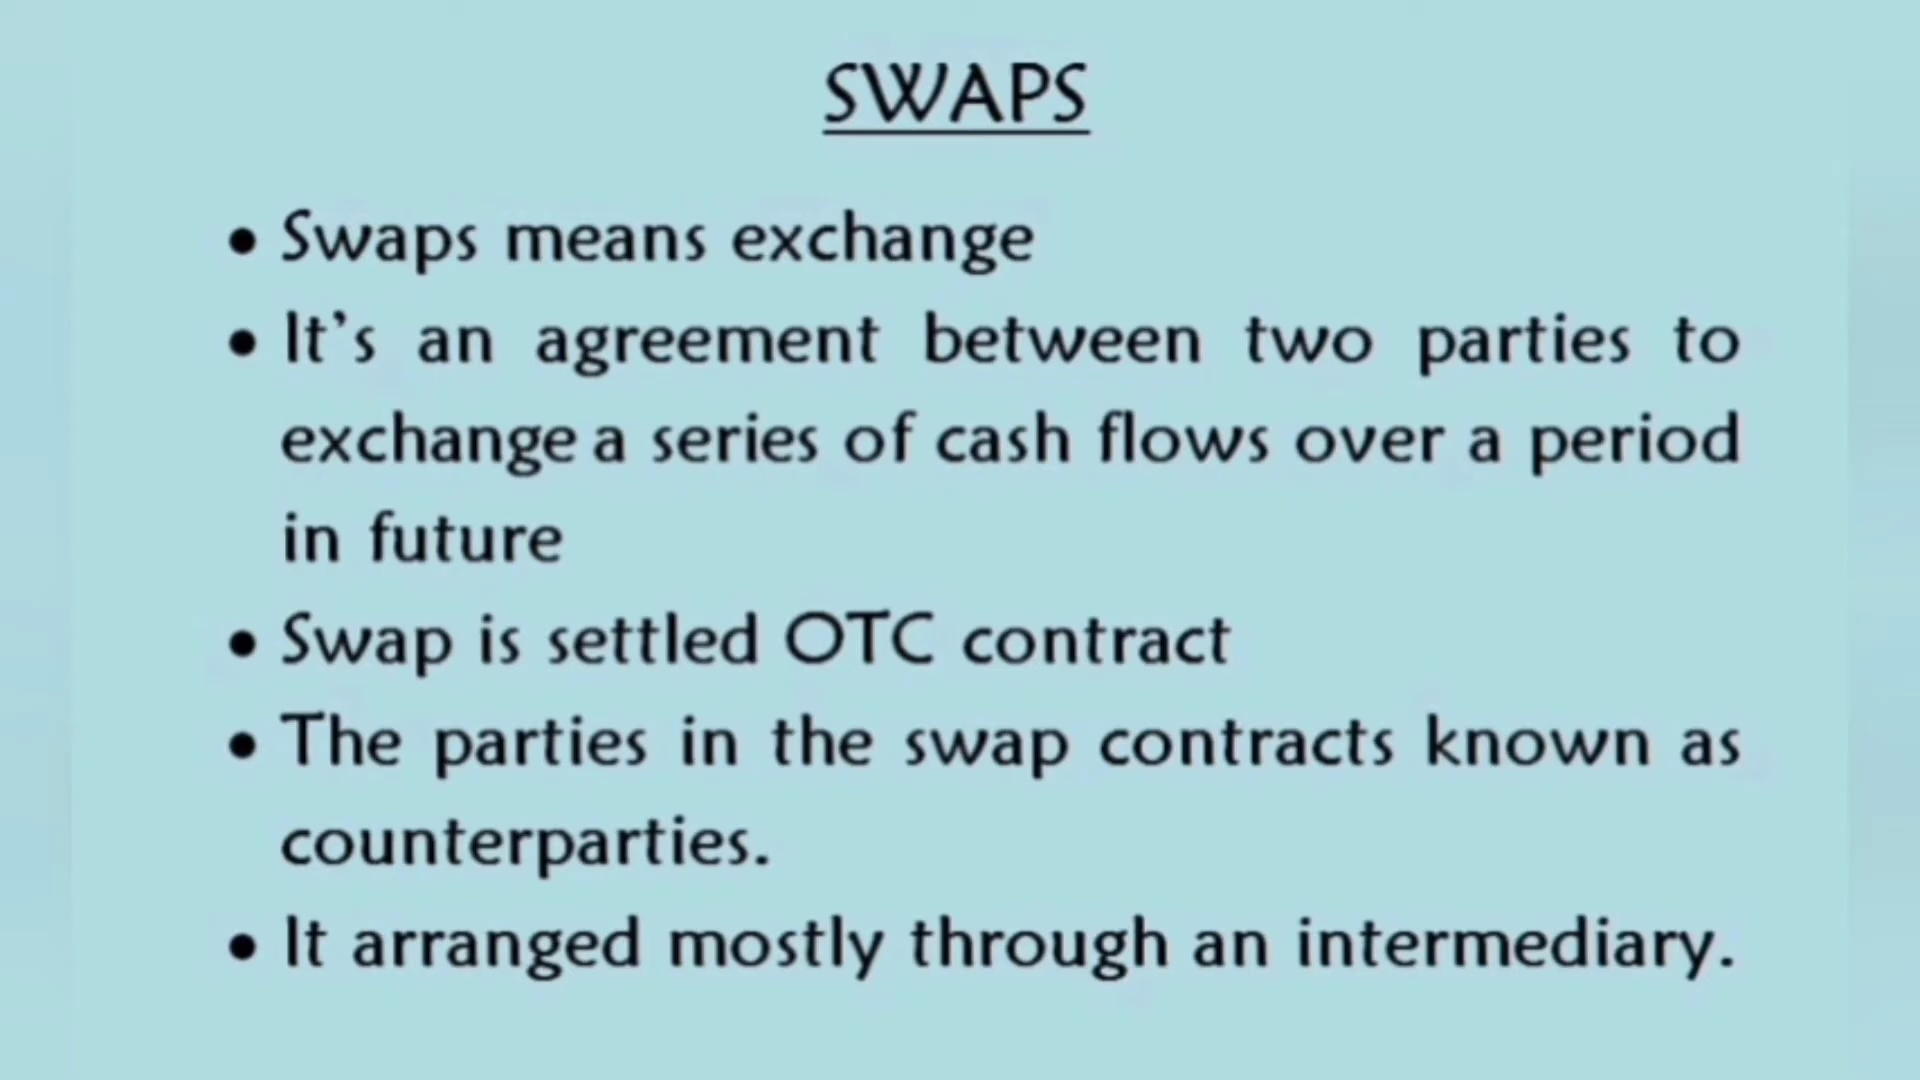 SWAPS
• Swaps means exchange
• It's an agreement between two parties to
exchange a series of cash flows over a period
in future
• Swap is settled OTC contract
• The parties in the swap contracts known as
counterparties.
• It arranged mostly through an intermediary.